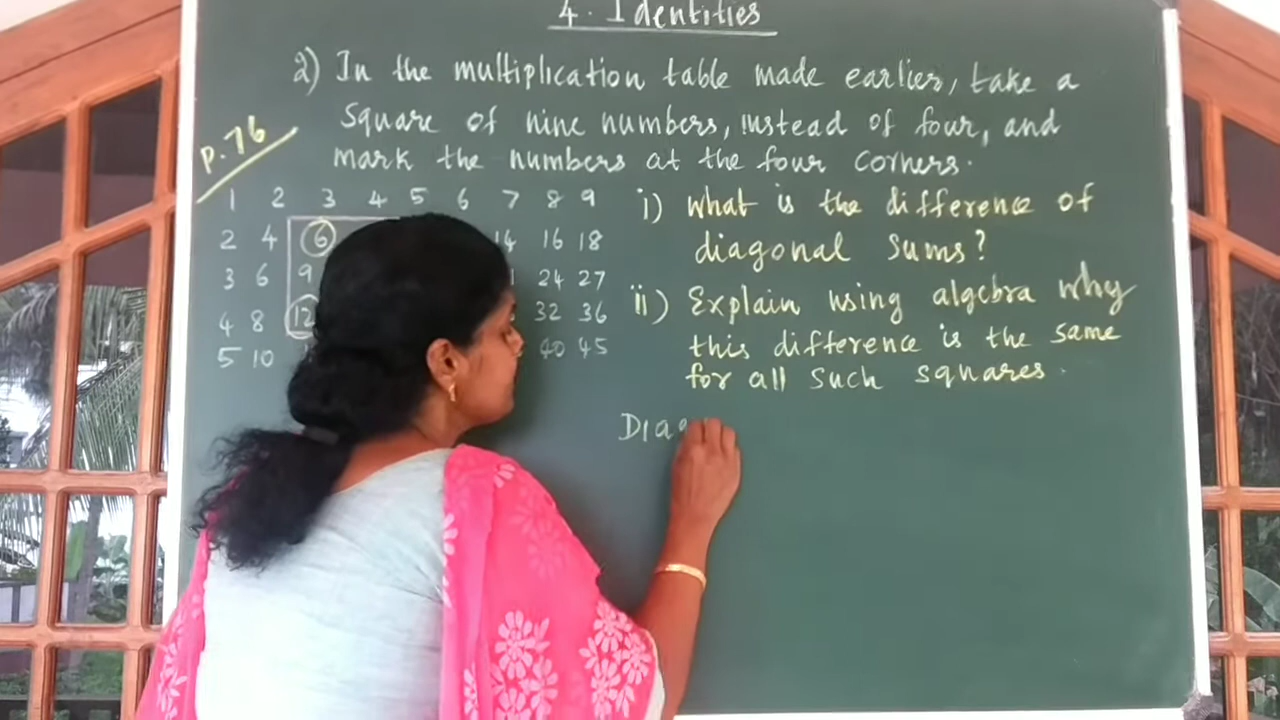 4. Identities
2) In the multiplication table made earlier, take a
square of nine numbers, instead of four, and
mark the numbers at the four corners.
P.76
1 2 3 4 5 6 7 8 9
2 4 6 14 16 18
3 6 9 24 27
4 8 12 32 36
5 10 40 45
i) What is the difference of
diagonal sums?
ii) Explain using algebra why
this difference is the same
for all such squares.
Diag